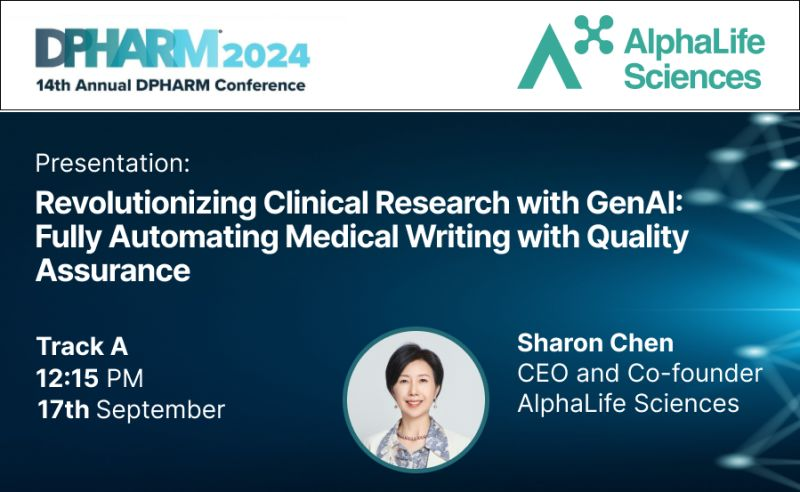 DPHARM® 2024
14th Annual DPHARM Conference
AlphaLife
Sciences
Presentation:
Revolutionizing Clinical Research with GenAI:
Fully Automating Medical Writing with Quality
Assurance
Track A
12:15 PM
17th September
Sharon Chen
CEO and Co-founder
AlphaLife Sciences